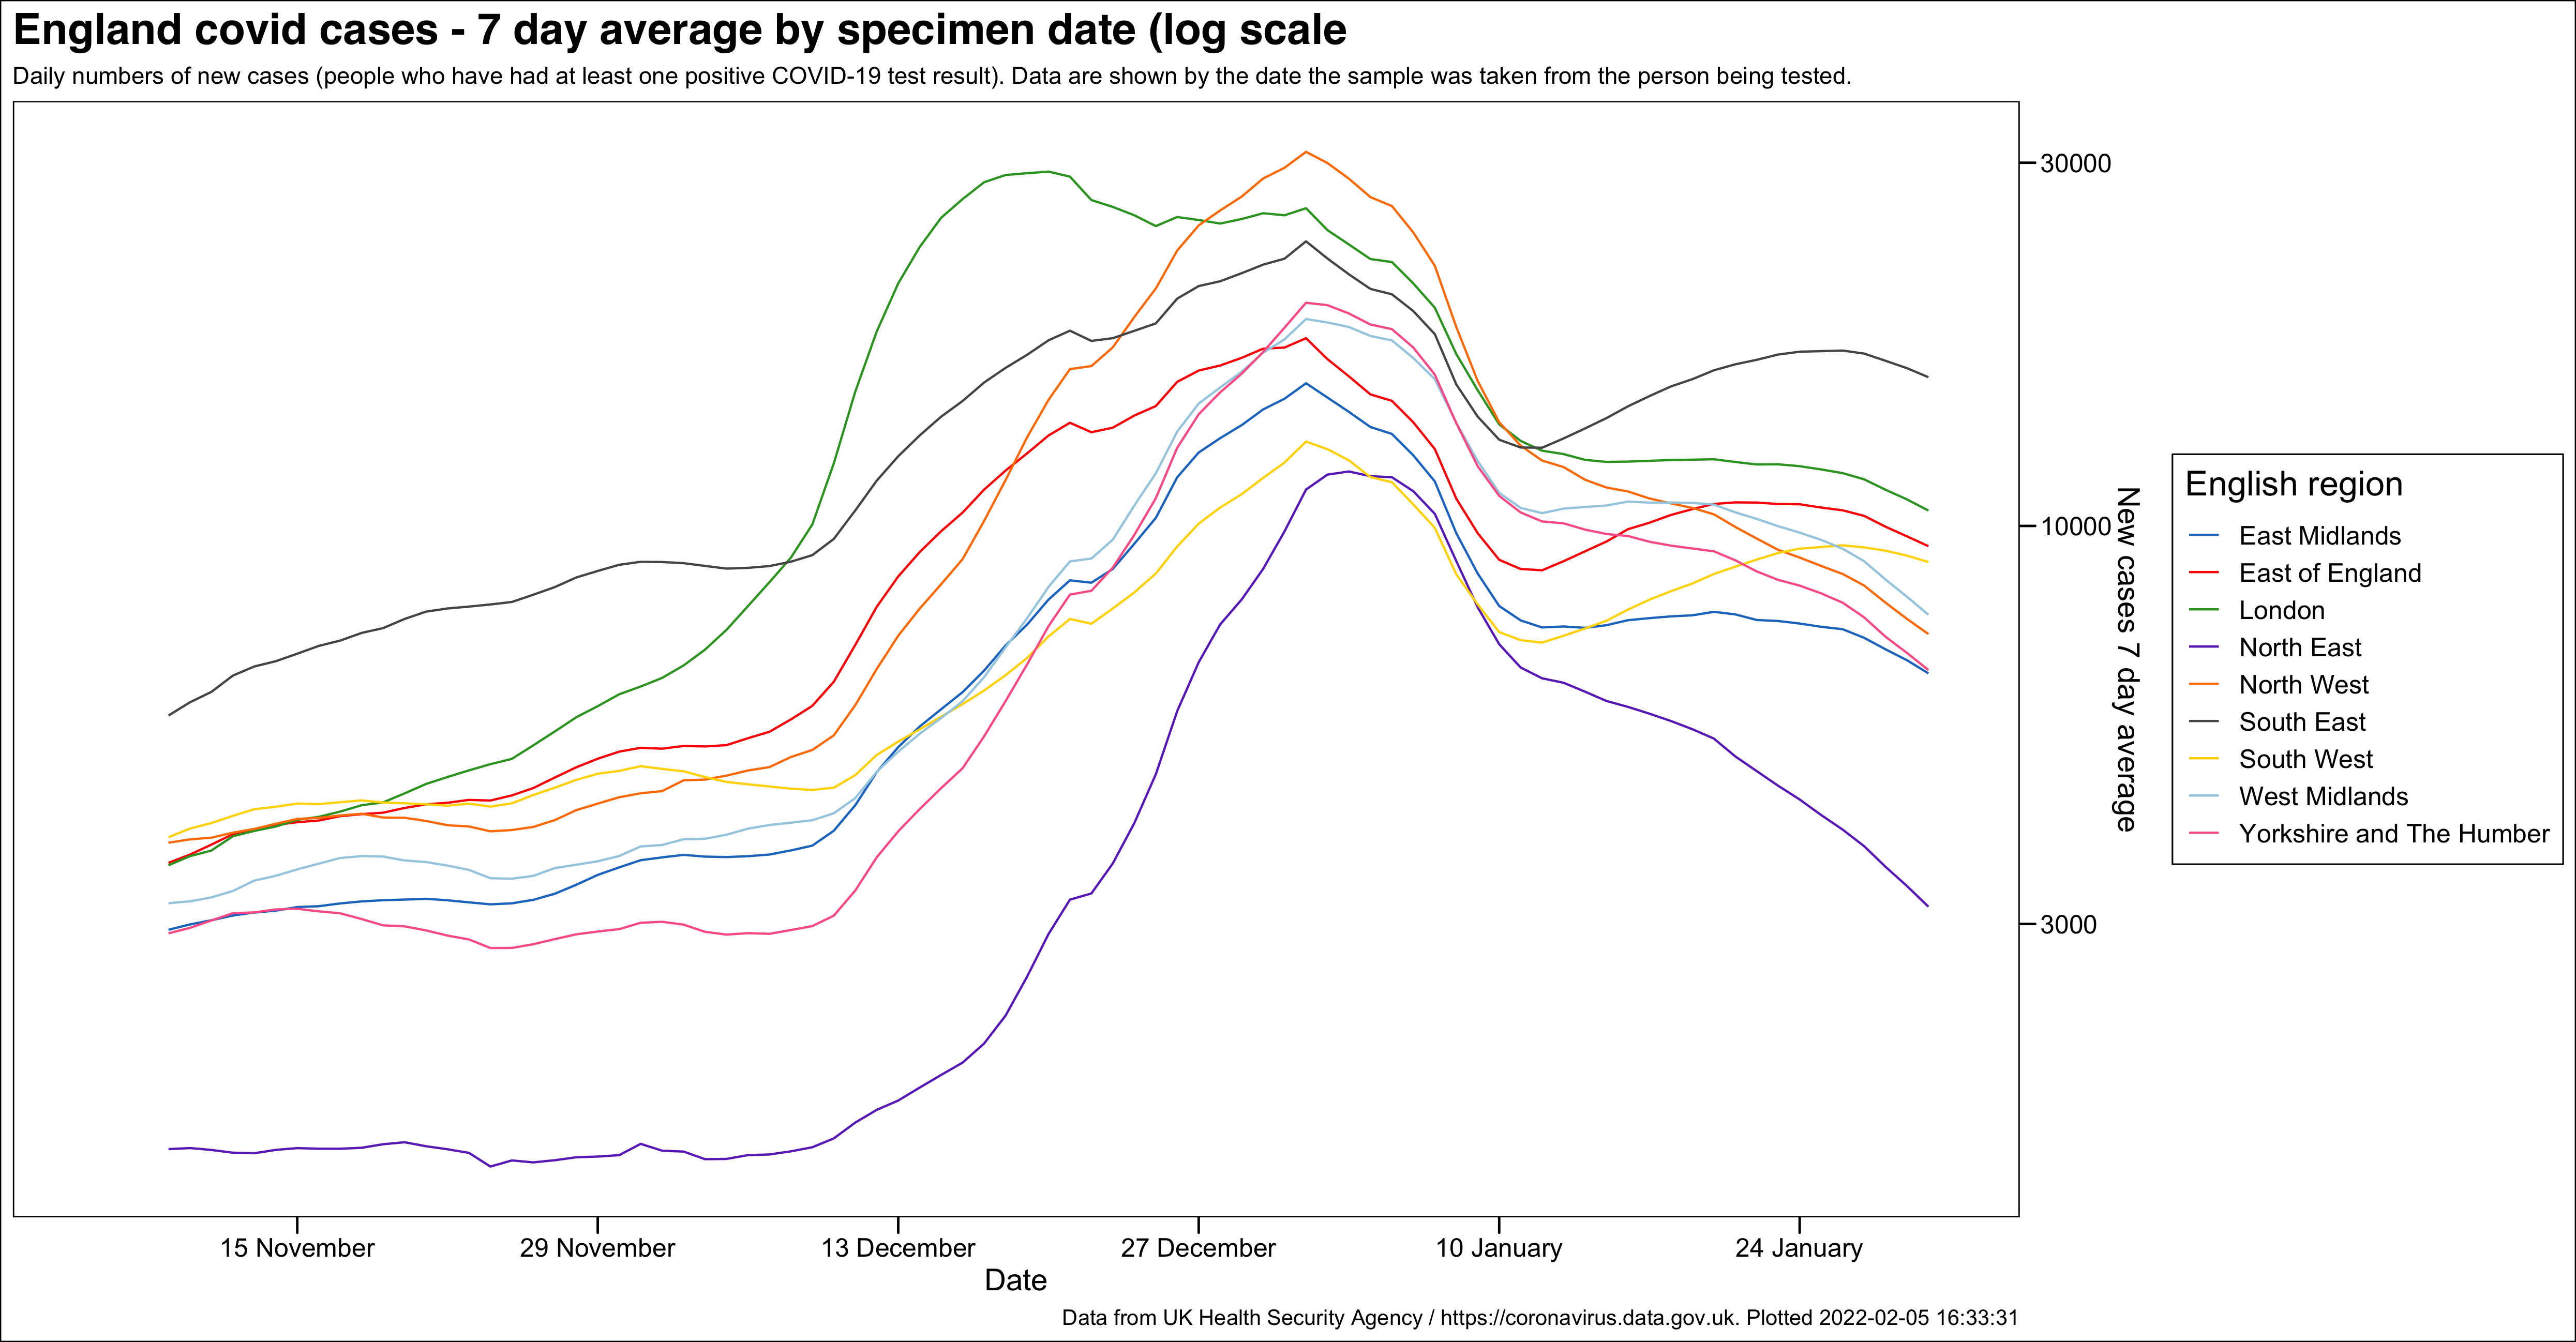 England covid cases - 7 day average by specimen date (log scale
Daily numbers of new cases (people who have had at least one positive COVID-19 test result). Data are shown by the date the sample was taken from the person being tested.
30000
10000
3000
New cases 7 day average
English region
East Midlands
East of England
London
North East
North West
South East
South West
West Midlands
Yorkshire and The Humber
15 November
29 November
13 December
27 December
10 January
24 January
Date
Data from UK Health Security Agency / https://coronavirus.data.gov.uk. Plotted 2022-02-05 16:33:31